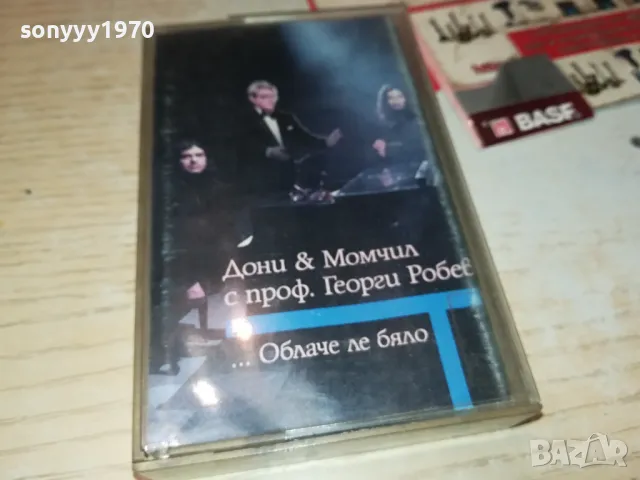 sonyyy1970
BASF
Дони & Момчил
с проф. Георги Робев
... Облаче ле бяло
BAZAR